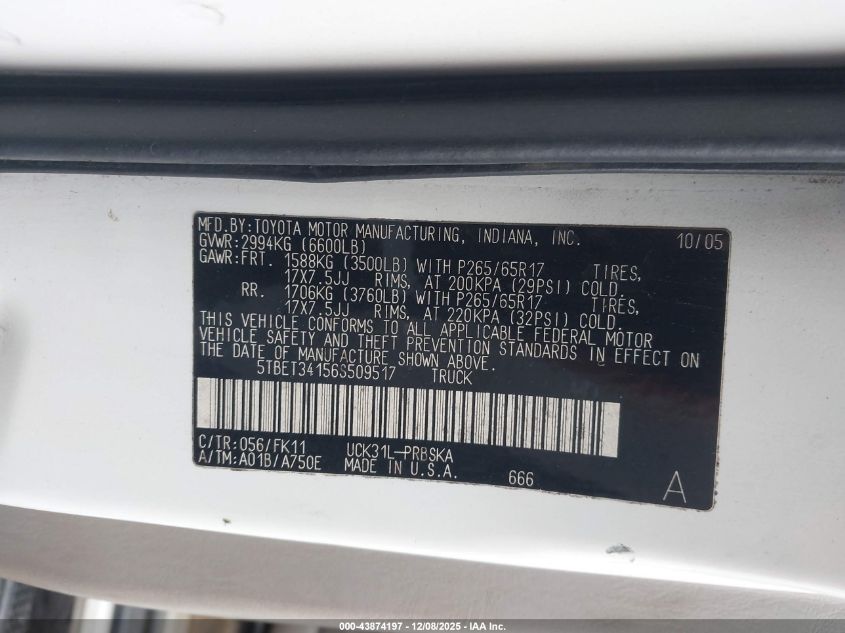 MFD.BY:TOYOTA MOTOR MANUFACTURING, INDIANA, INC. 10/05
GVWR:2994KG (6600LB)
GAWR:FRT. 1588KG (3500LB) WITH P265/65R17 TIRES,
17X7.5JJ RIMS, AT 200KPA (29PSI) COLD
RR. 1706KG (3760LB) WITH P265/65R17 TIRES,
17X7.5JJ RIMS, AT 220KPA (32PSI) COLD.
THIS VEHICLE CONFORMS TO ALL APPLICABLE FEDERAL MOTOR
VEHICLE SAFETY AND THEFT PREVENTION STANDARDS IN EFFECT ON
THE DATE OF MANUFACTURE SHOWN ABOVE.
5TBET34156S509517 TRUCK
C/TR:056/FK11 UCK31L-PRBSKA
A/TM:A01B/A750E MADE IN U.S.A. 666 A
000-43874197 - 12/08/2025 - IAA Inc.